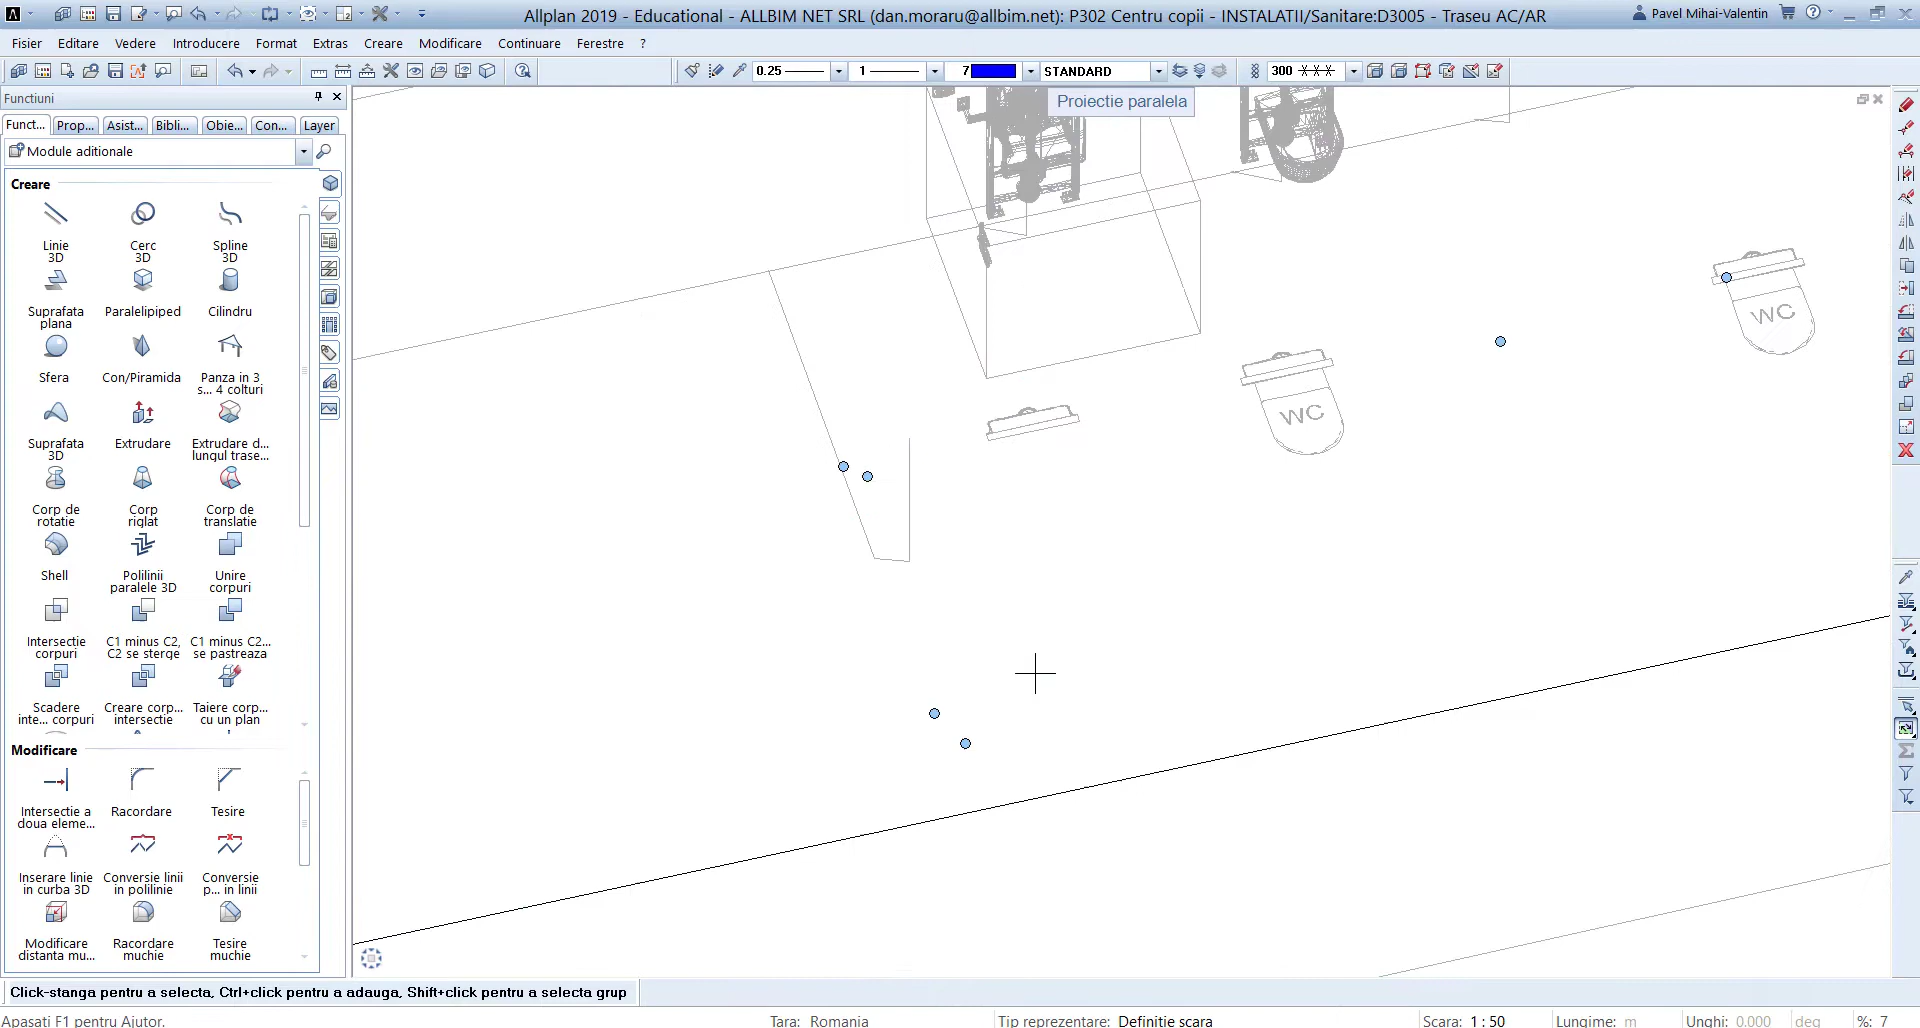 Allplan 2019 - Educational - ALLBIM NET SRL (dan.moraru@allbim.net): P302 Centru copii - INSTALATII/Sanitare:D3005 - Traseu AC/AR
Pavel Mihai-Valentin
Fisier Editare Vedere Introducere Format Extras Creare Modificare Continuare Ferestre ?
0.25 1 7 STANDARD 300
Functiuni
Proiectie paralela
Funct... Prop... Asist... Bibli... Obie... Con... Layer
Module aditionale
Creare
Linie 3D
Cerc 3D
Spline 3D
Suprafata plana
Paralelipiped
Cilindru
Sfera
Con/Piramida
Panza in 3 s... 4 colturi
Suprafata 3D
Extrudare
Extrudare d... lungul trase...
Corp de rotatie
Corp riglat
Corp de translatie
Shell
Polilinii paralele 3D
Unire corpuri
Intersecție corpuri
C1 minus C2, C2 se sterge
C1 minus C2... se pastreaza
Scadere inte... corpuri
Creare corp... intersectie
Taiere corp... cu un plan
Modificare
Intersectie a doua eleme...
Racordare
Tesire
Inserare linie in curba 3D
Conversie linii in polilinie
Conversie p... in linii
Modificare distanta mu...
Racordare muchie
Tesire muchie
WC
WC
Click-stanga pentru a selecta, Ctrl+click pentru a adauga, Shift+click pentru a selecta grup
Apasati F1 pentru Ajutor.
Tara: Romania
Tip reprezentare: Definitie scara
Scara: 1 : 50
Lungime: m
Unghi: 0.000 deg
%: 7